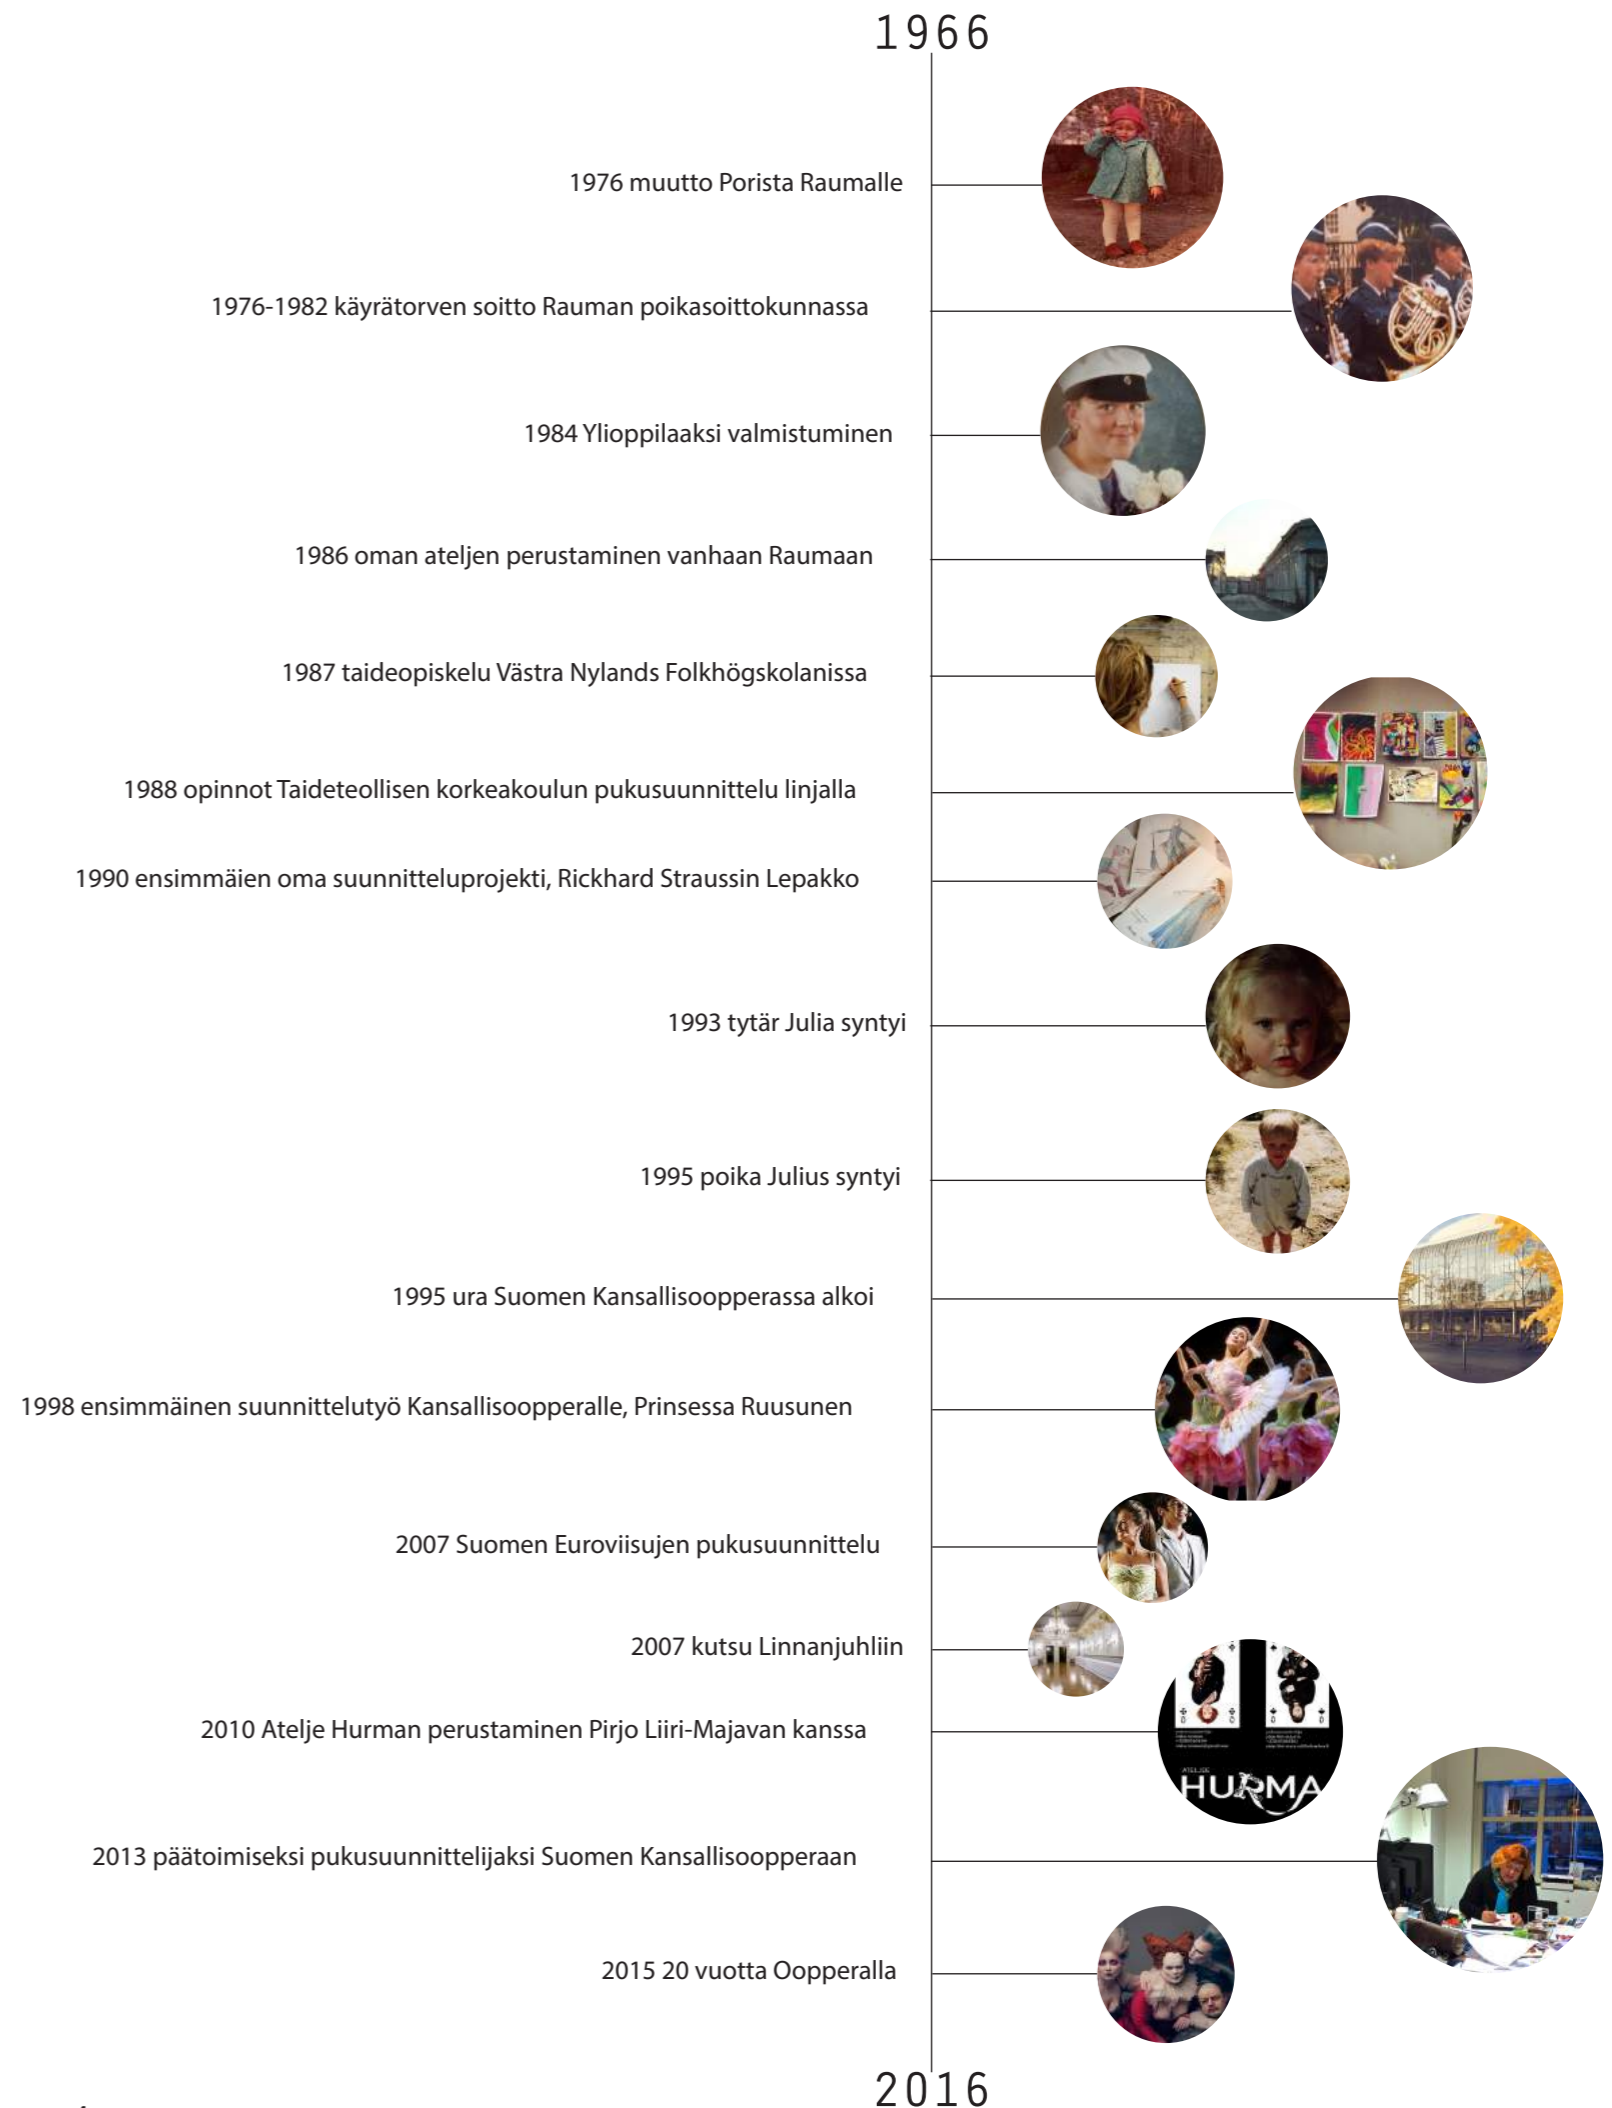 1966
1976 muutto Porista Raumalle
1976-1982 käyrätorven soitto Rauman poikasoittokunnassa
1984 Ylioppilaaksi valmistuminen
1986 oman ateljen perustaminen vanhaan Raumaan
1987 taideopiskelu Västra Nylands Folkhögskolanissa
1988 opinnot Taideteollisen korkeakoulun pukusuunnittelu linjalla
1990 ensimmäien oma suunnitteluprojekti, Rickhard Straussin Lepakko
1993 tytär Julia syntyi
1995 poika Julius syntyi
1995 ura Suomen Kansallisoopperassa alkoi
1998 ensimmäinen suunnittelutyö Kansallisoopperalle, Prinsessa Ruusunen
2007 Suomen Euroviisujen pukusuunnittelu
2007 kutsu Linnanjuhliin
2010 Atelje Hurman perustaminen Pirjo Liiri-Majavan kanssa
ATELJEE
HURMA
2013 päätoimiseksi pukusuunnittelijaksi Suomen Kansallisoopperaan
2015 20 vuotta Oopperalla
2016